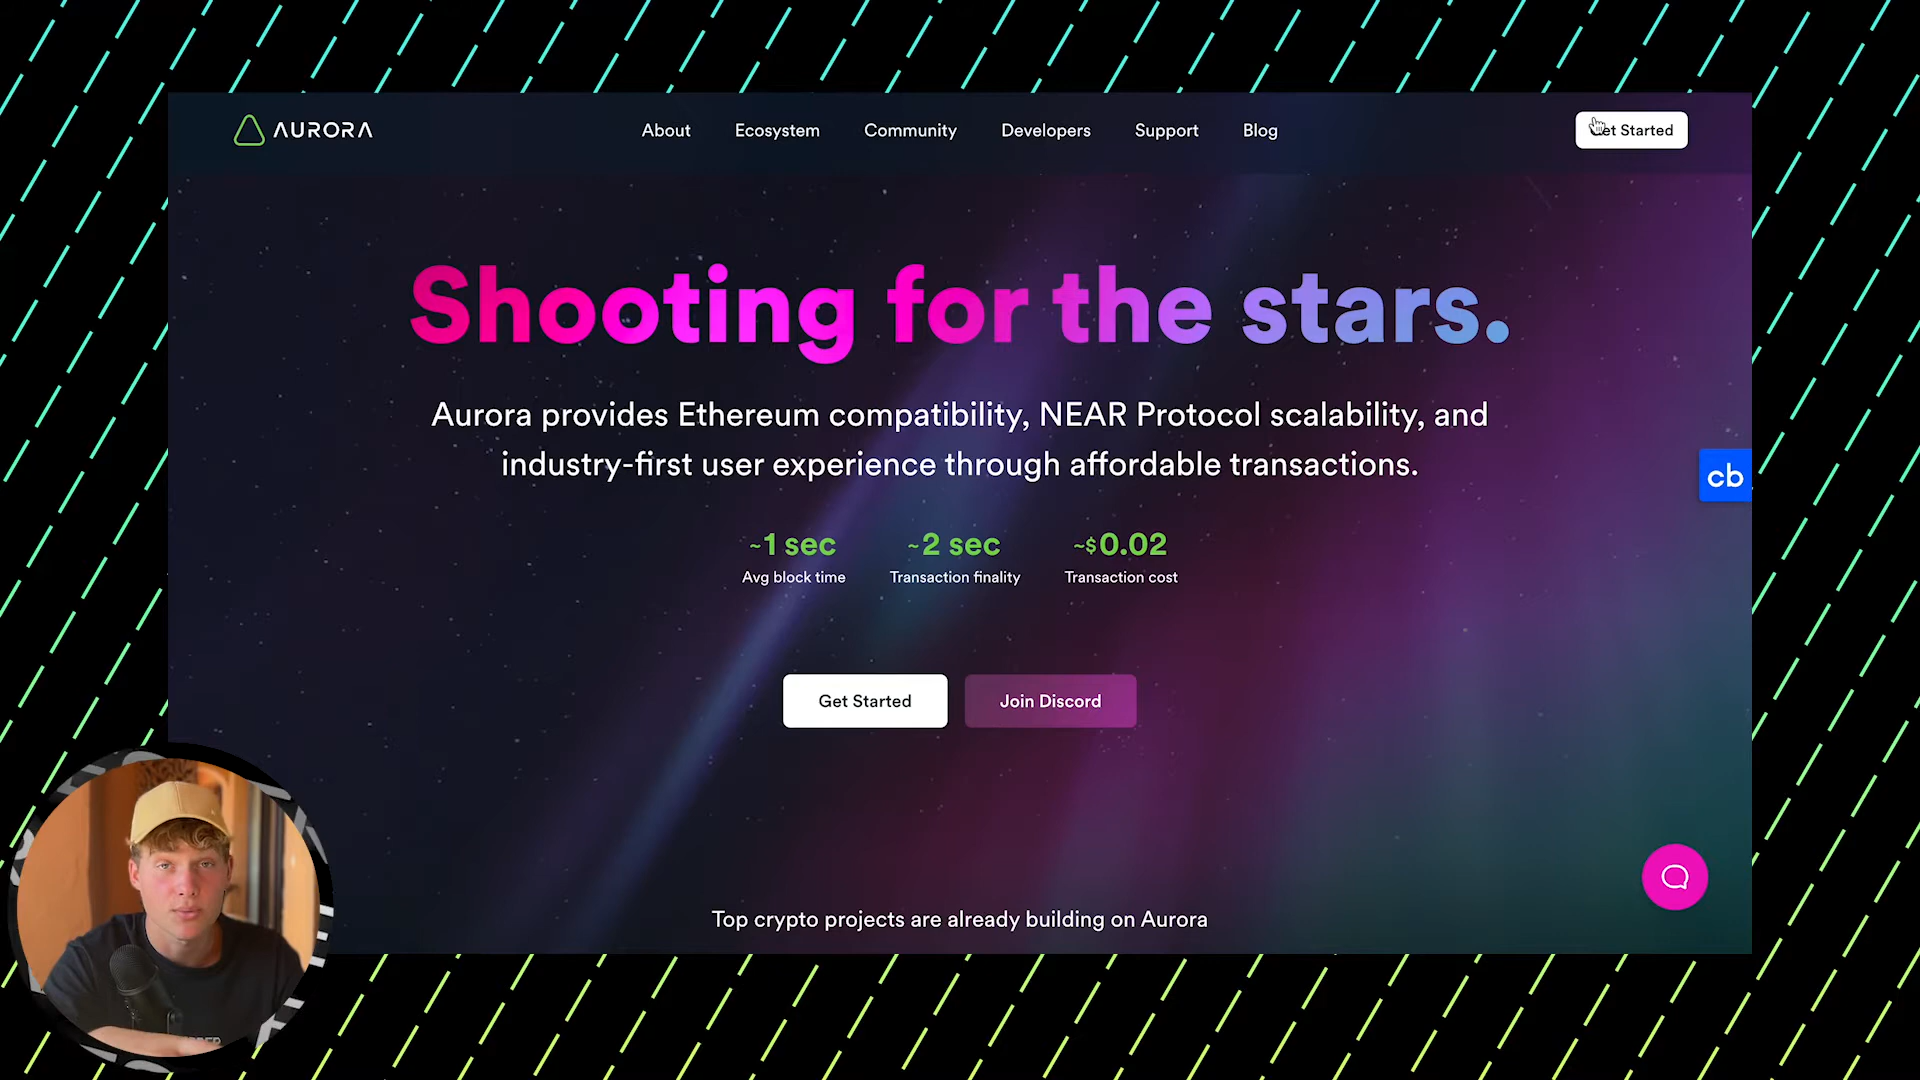 AURORA
About
Ecosystem
Community
Developers
Support
Blog
Get Started
Shooting for the stars.
Aurora provides Ethereum compatibility, NEAR Protocol scalability, and
industry-first user experience through affordable transactions.
~1 sec
Avg block time
~2 sec
Transaction finality
~$0.02
Transaction cost
cb
Get Started
Join Discord
Top crypto projects are already building on Aurora